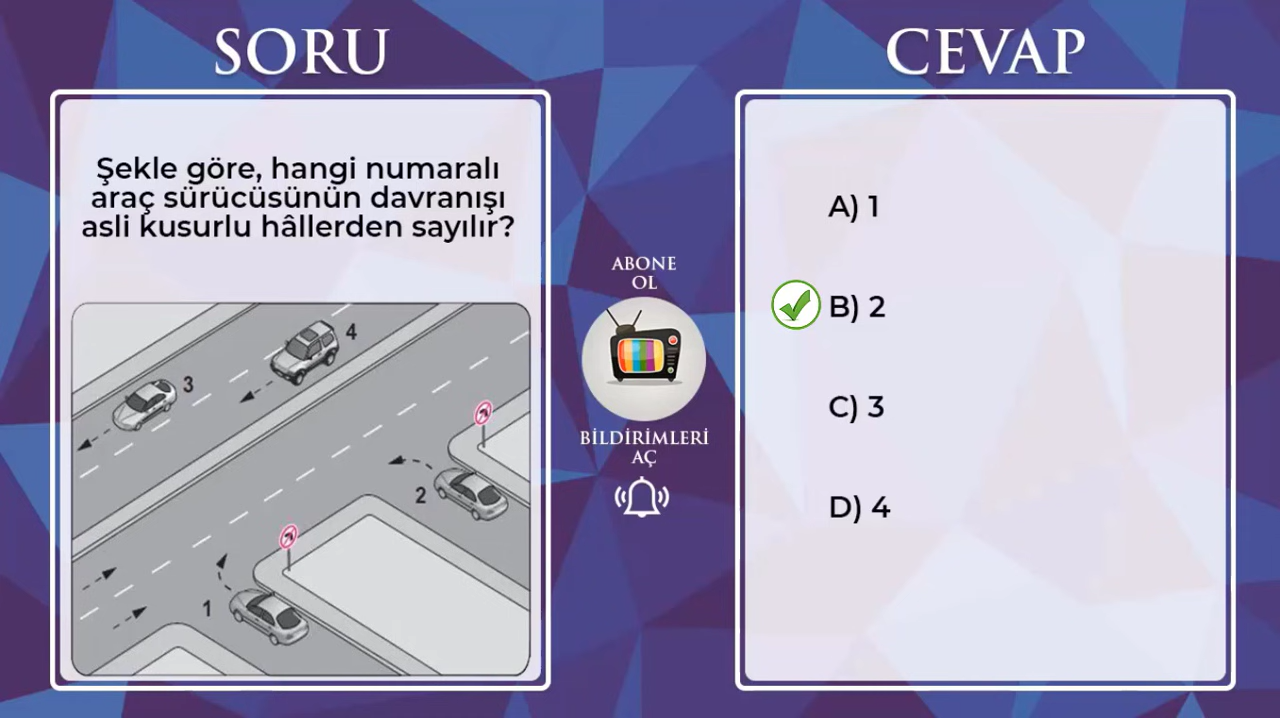 SORU
Şekle göre, hangi numaralı
araç sürücüsünün davranışı
asli kusurlu hâllerden sayılır?
4
3
2
1
ABONE
OL
BİLDİRİMLERİ
AÇ
CEVAP
A) 1
B) 2
C) 3
D) 4